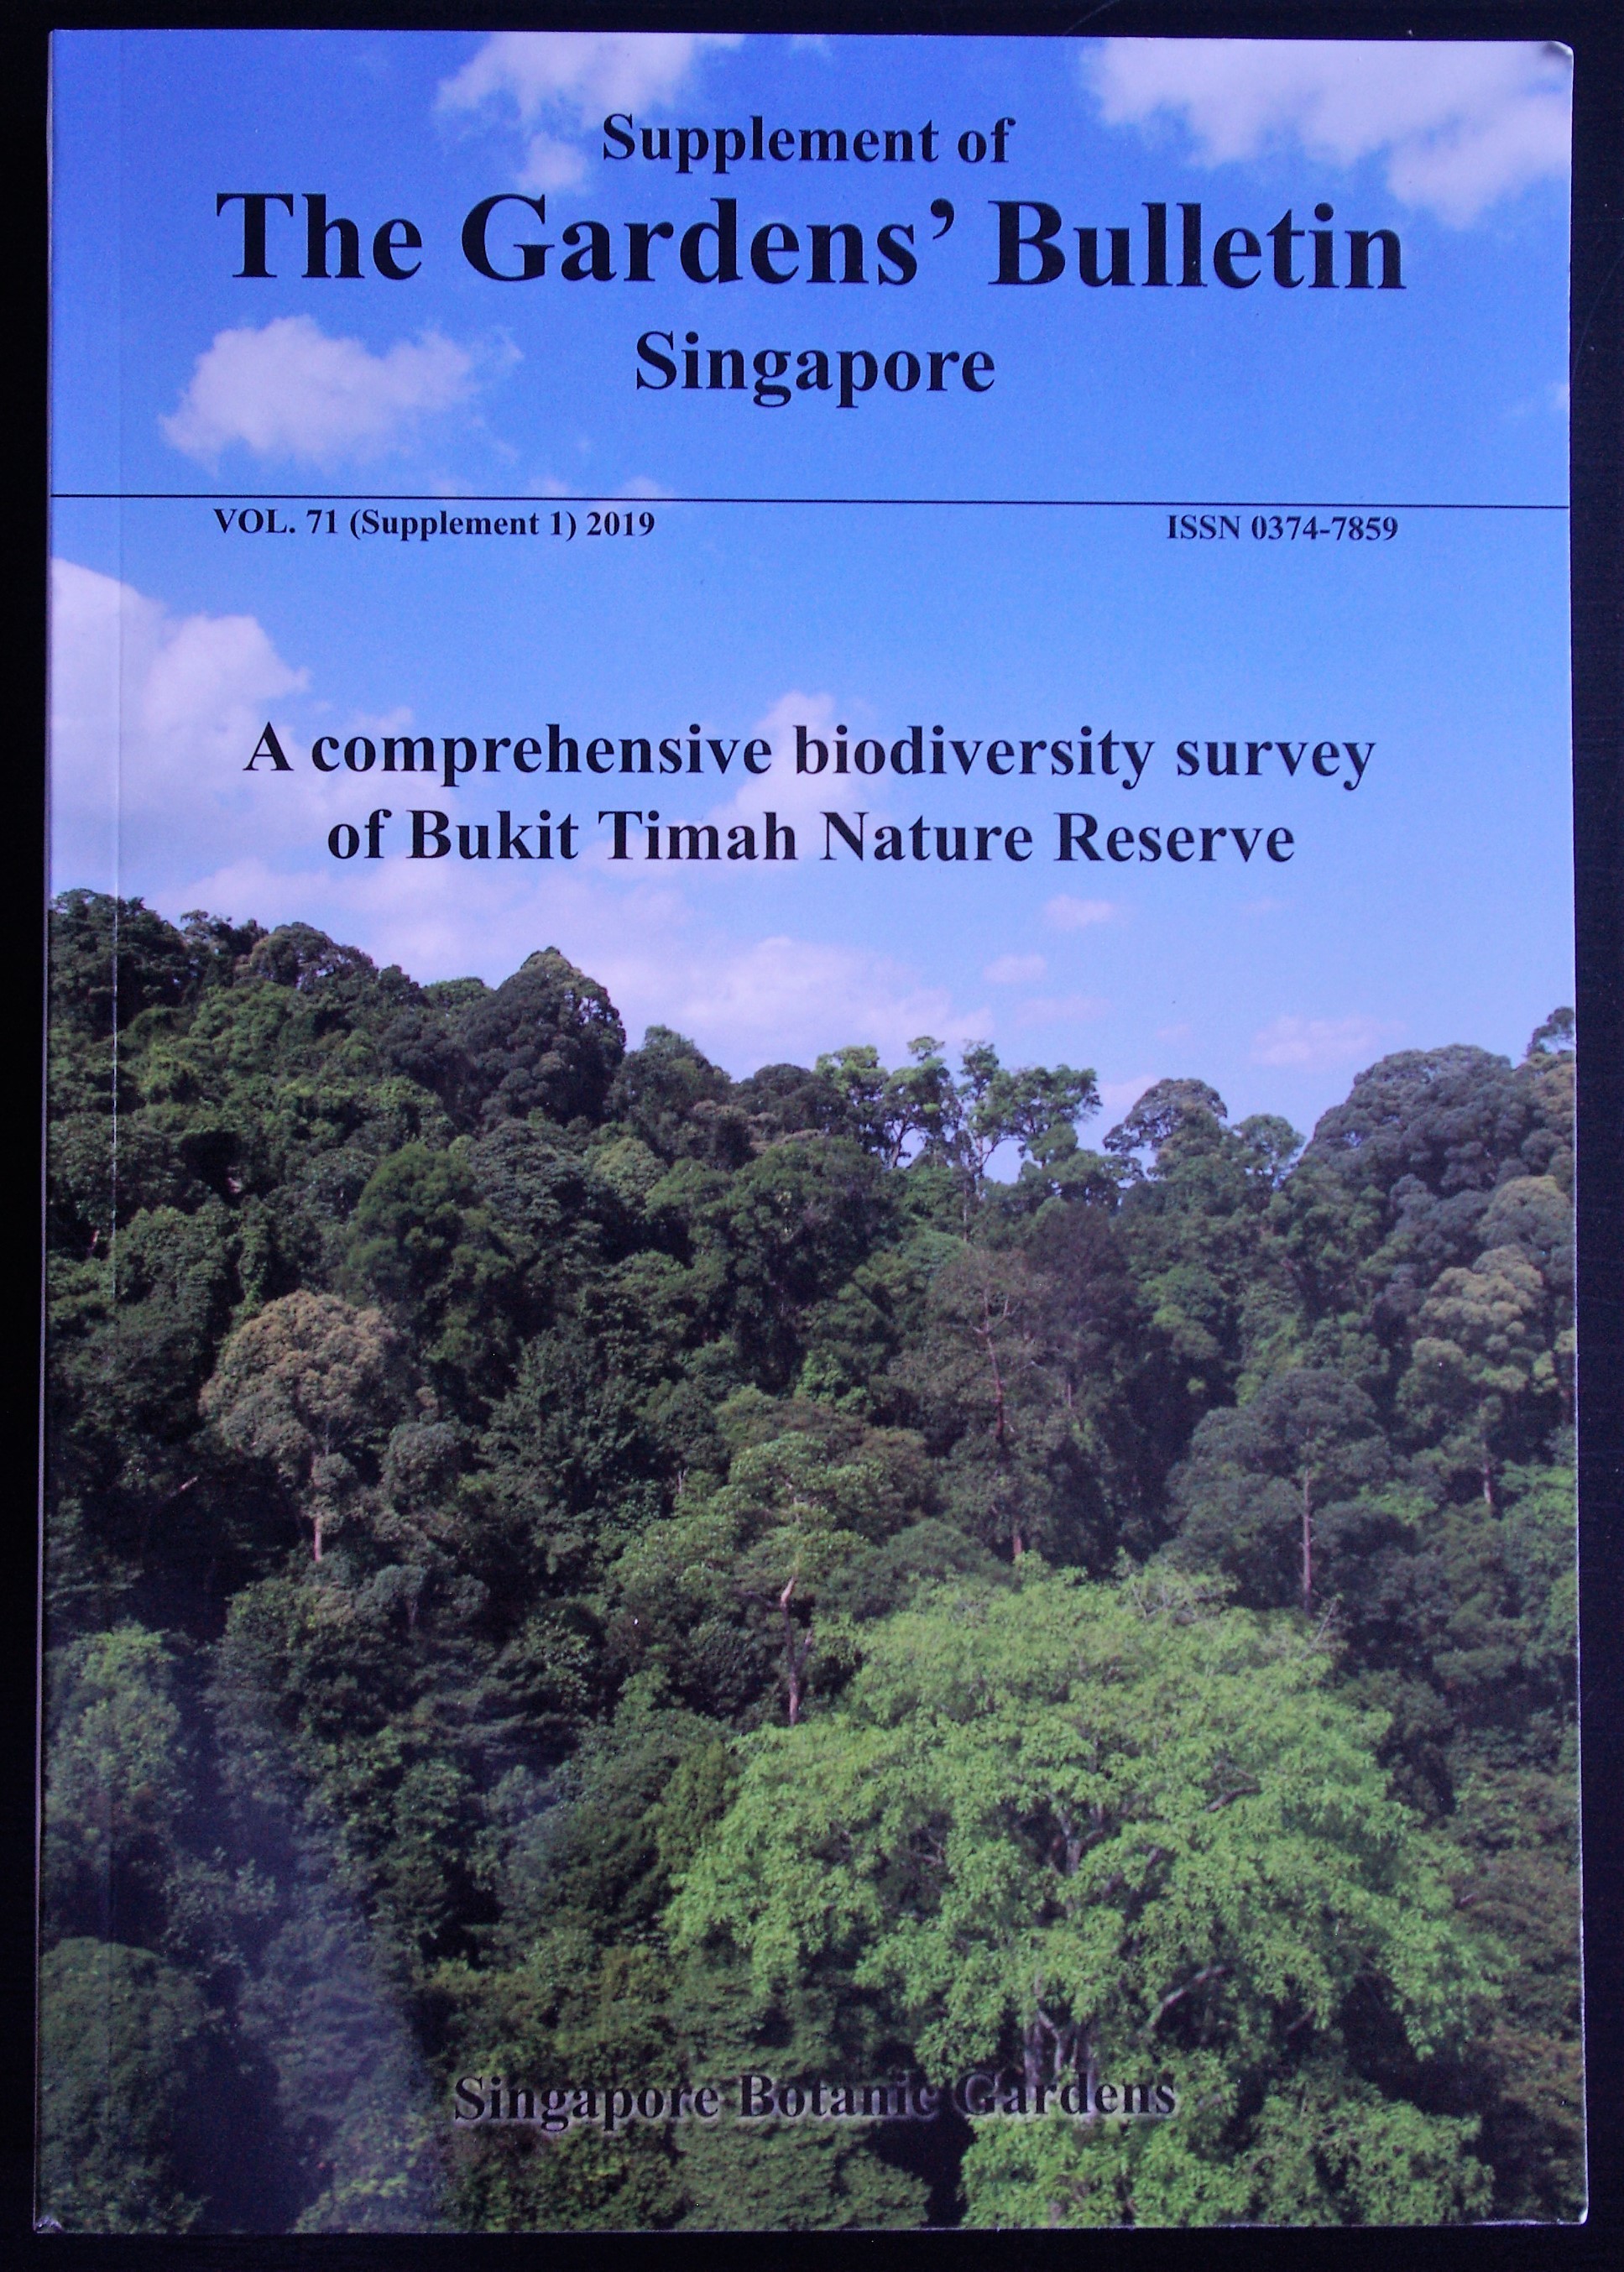 Supplement of
The Gardens’ Bulletin
Singapore
VOL. 71 (Supplement 1) 2019 ISSN 0374-7859
A comprehensive biodiversity survey
of Bukit Timah Nature Reserve
Singapore Botanic Gardens